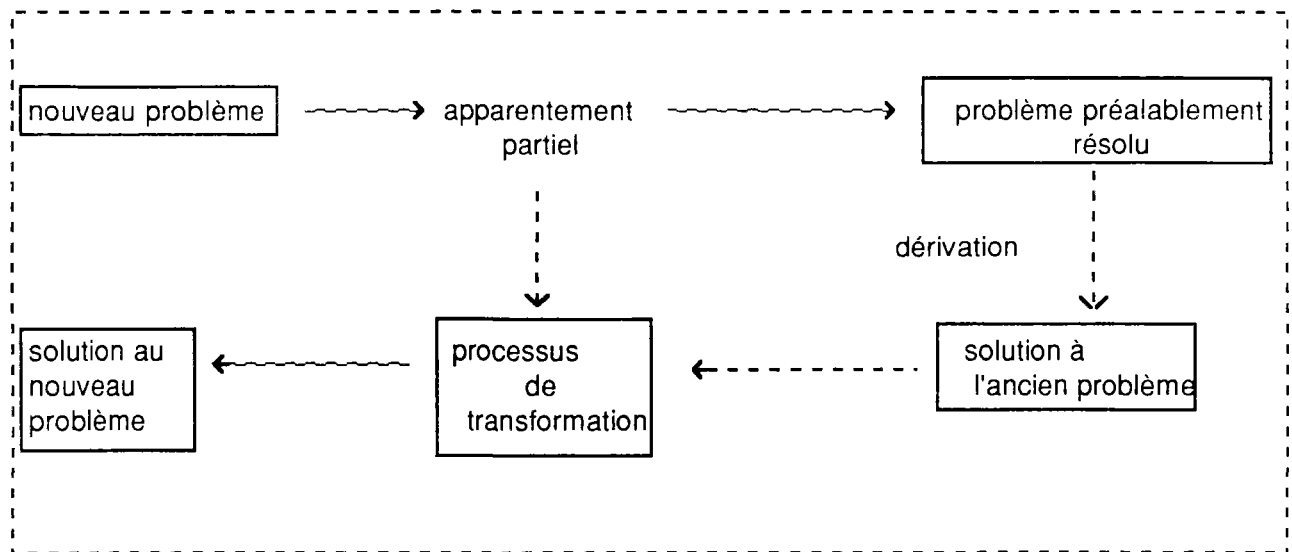 nouveau problème
apparentement
partiel
problème préalablement
résolu
dérivation
solution au
nouveau
problème
processus
de
transformation
solution à
l'ancien problème